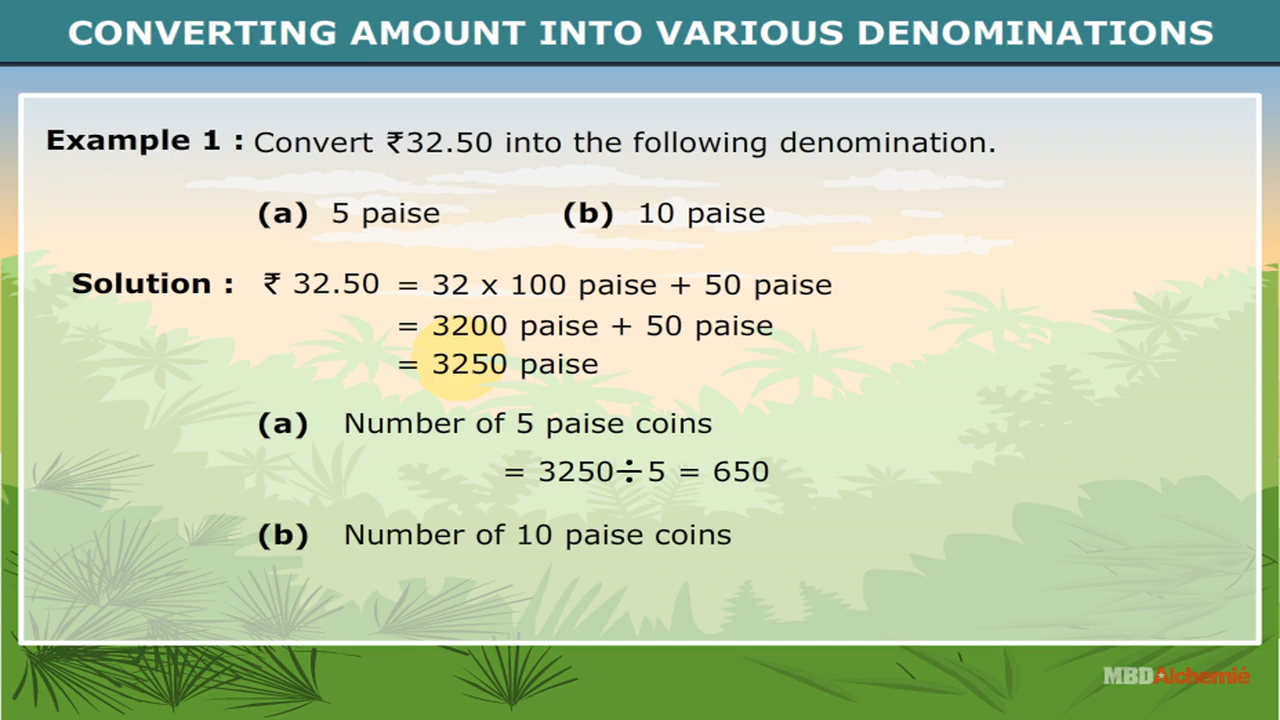 CONVERTING AMOUNT INTO VARIOUS DENOMINATIONS
Example 1 : Convert ₹32.50 into the following denomination.
(a) 5 paise (b) 10 paise
Solution : ₹ 32.50 = 32 x 100 paise + 50 paise
= 3200 paise + 50 paise
= 3250 paise
(a) Number of 5 paise coins
= 3250÷5 = 650
(b) Number of 10 paise coins
MBDAlchemié